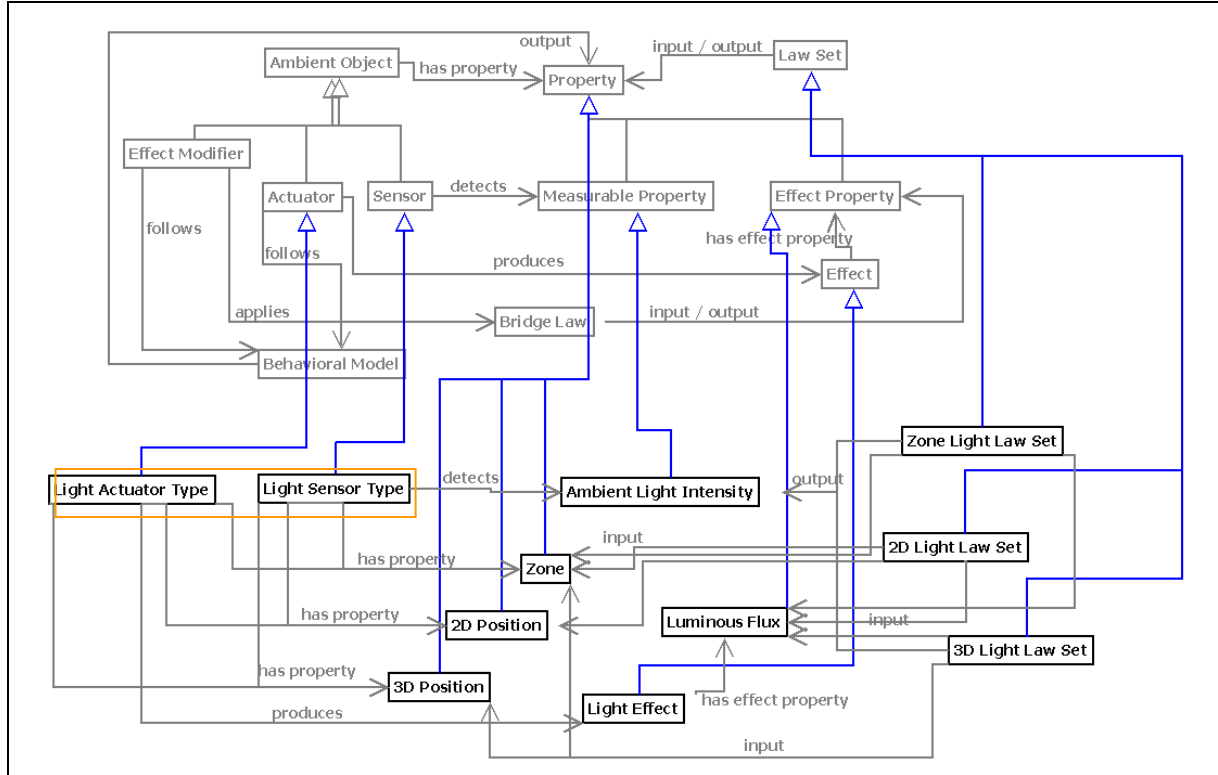 output
input / output
Law Set
Ambient Object
has property
Property
Effect Modifier
Actuator
Sensor
detects
Measurable Property
Effect Property
follows
follows
has effect property
produces
Effect
applies
Bridge Law
input / output
Behavioral Model
Zone Light Law Set
Light Actuator Type
Light Sensor Type
detects
Ambient Light Intensity
output
input
2D Light Law Set
has property
Zone
has property
2D Position
Luminous Flux
input
3D Light Law Set
has property
3D Position
Light Effect
has effect property
produces
input